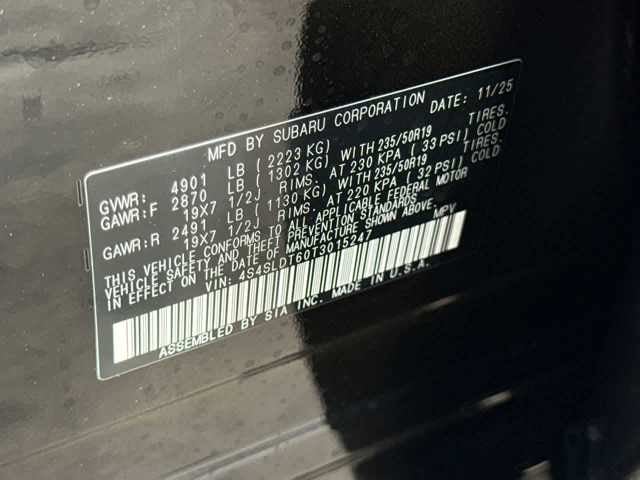 MFD BY SUBARU CORPORATION DATE: 11/25
GVWR: 4901 LB ( 2223 KG)
GAWR:F 2870 LB ( 1302 KG) WITH 235/50R19 TIRES,
19X7 1/2J RIMS, AT 230 KPA ( 33 PSI) COLD
GAWR:R 2491 LB ( 1130 KG) WITH 235/50R19 TIRES,
19X7 1/2J RIMS, AT 220 KPA ( 32 PSI) COLD
THIS VEHICLE CONFORMS TO ALL APPLICABLE FEDERAL MOTOR
VEHICLE SAFETY AND THEFT PREVENTION STANDARDS
IN EFFECT ON THE DATE OF MANUFACTURE SHOWN ABOVE.
VIN: 4S4SLDT60T3015247 MPV
ASSEMBLED BY SIA INC. MADE IN U.S.A.